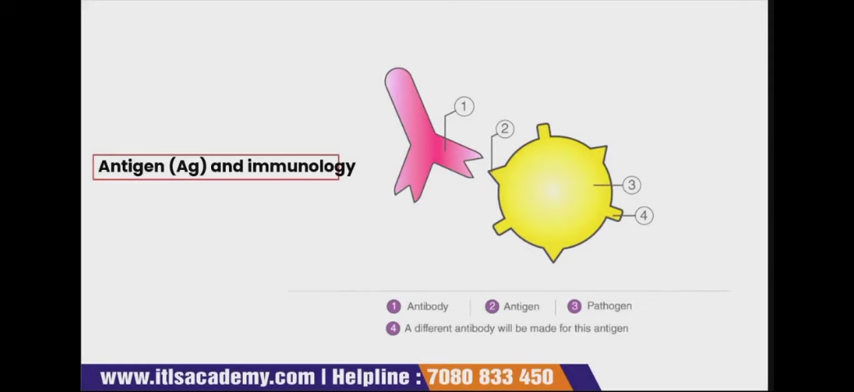 Antigen (Ag) and immunology
1
2
3
4
1 Antibody 2 Antigen 3 Pathogen
4 A different antibody will be made for this antigen
www.itlsacademy.com | Helpline : 7080 833 450